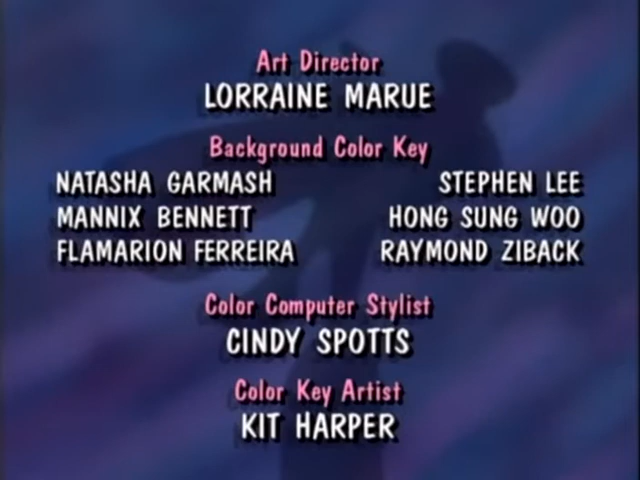 Art Director
LORRAINE MARUE
Background Color Key
NATASHA GARMASH STEPHEN LEE
MANNIX BENNETT HONG SUNG WOO
FLAMARION FERREIRA RAYMOND ZIBACK
Color Computer Stylist
CINDY SPOTTS
Color Key Artist
KIT HARPER